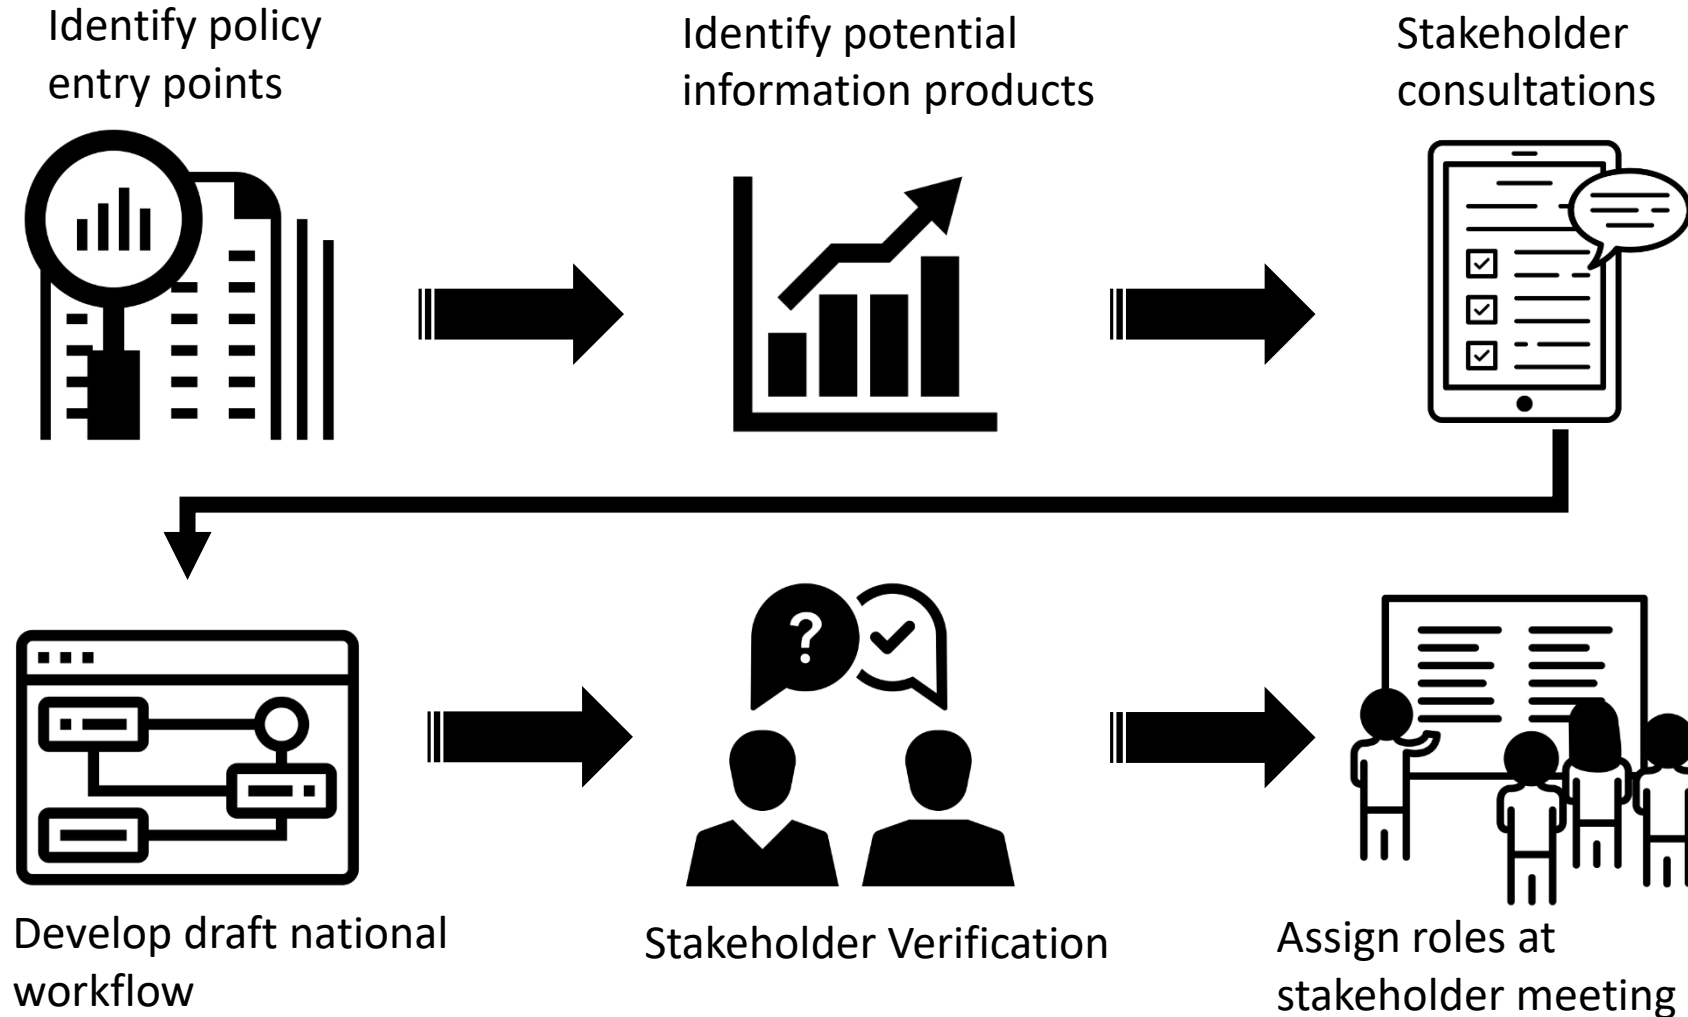 Identify policy
entry points
Identify potential
information products
Stakeholder
consultations
?
Develop draft national
workflow
Stakeholder Verification
Assign roles at
stakeholder meeting